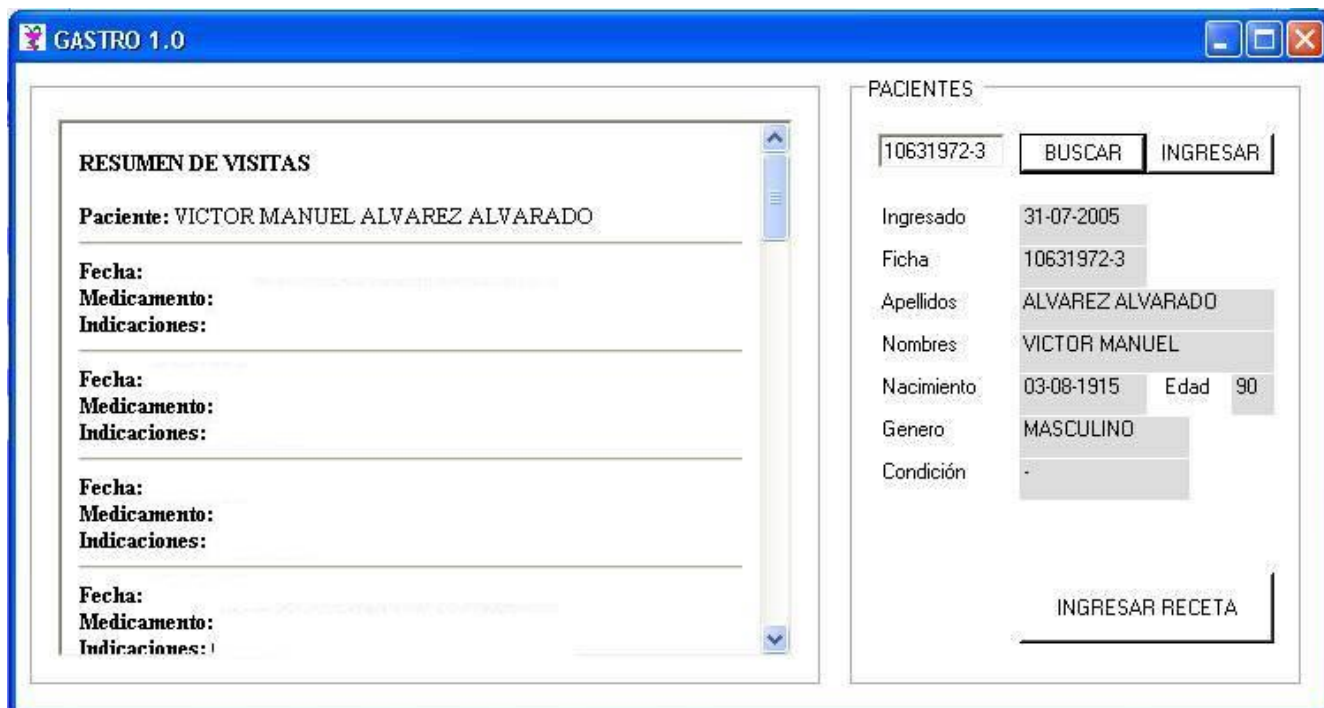 GASTRO 1.0
RESUMEN DE VISITAS
Paciente: VICTOR MANUEL ALVAREZ ALVARADO
Fecha:
Medicamento:
Indicaciones:
Fecha:
Medicamento:
Indicaciones:
Fecha:
Medicamento:
Indicaciones:
Fecha:
Medicamento:
Indicaciones:
PACIENTES
10631972-3 BUSCAR INGRESAR
Ingresado 31-07-2005
Ficha 10631972-3
Apellidos ALVAREZ ALVARADO
Nombres VICTOR MANUEL
Nacimiento 03-08-1915 Edad 90
Genero MASCULINO
Condición -
INGRESAR RECETA